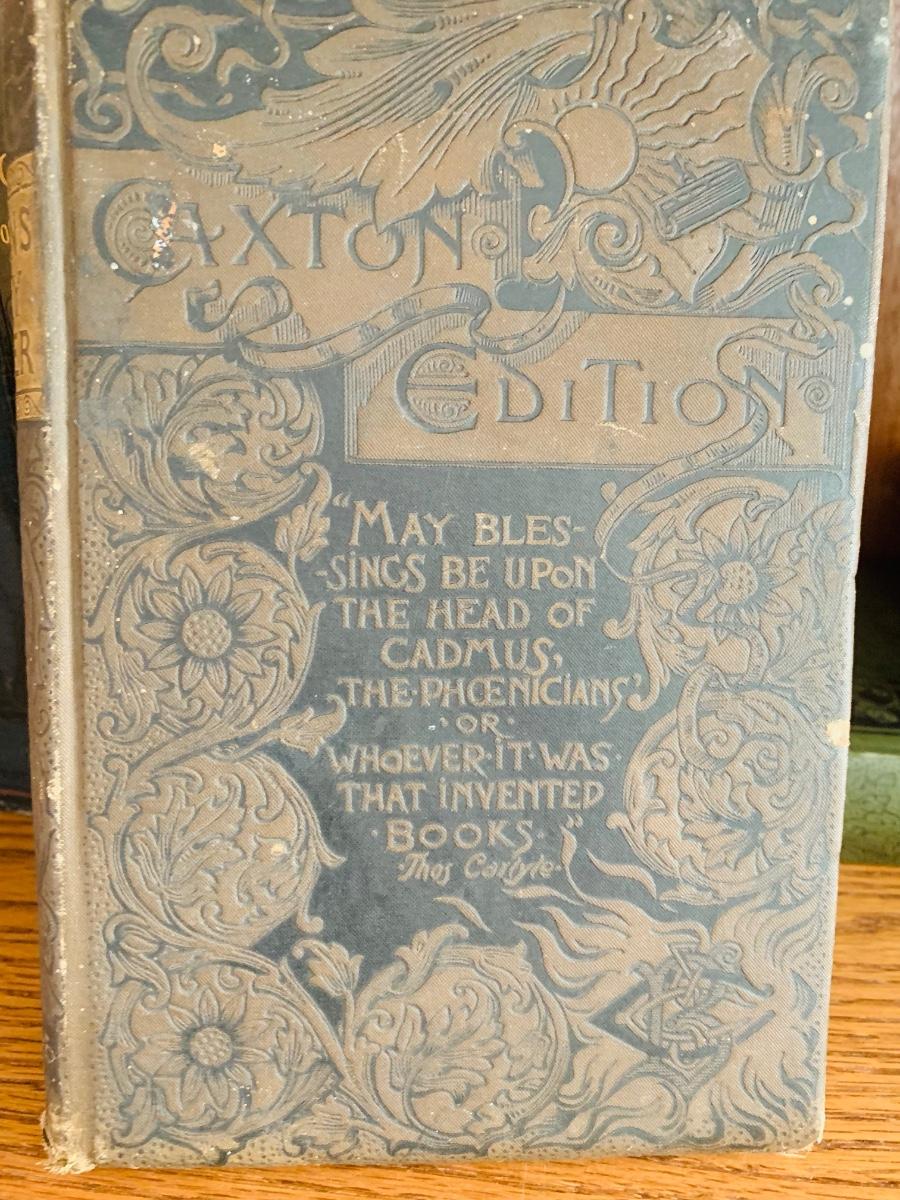 CAXTON
EDITION
"MAY BLES-
-SINGS BE UPON
THE HEAD OF
CADMUS,
THE·PHŒNICIANS',
·OR·
WHOEVER·IT·WAS·
THAT INVENTED
·BOOKS·"
Thos Carlyle·